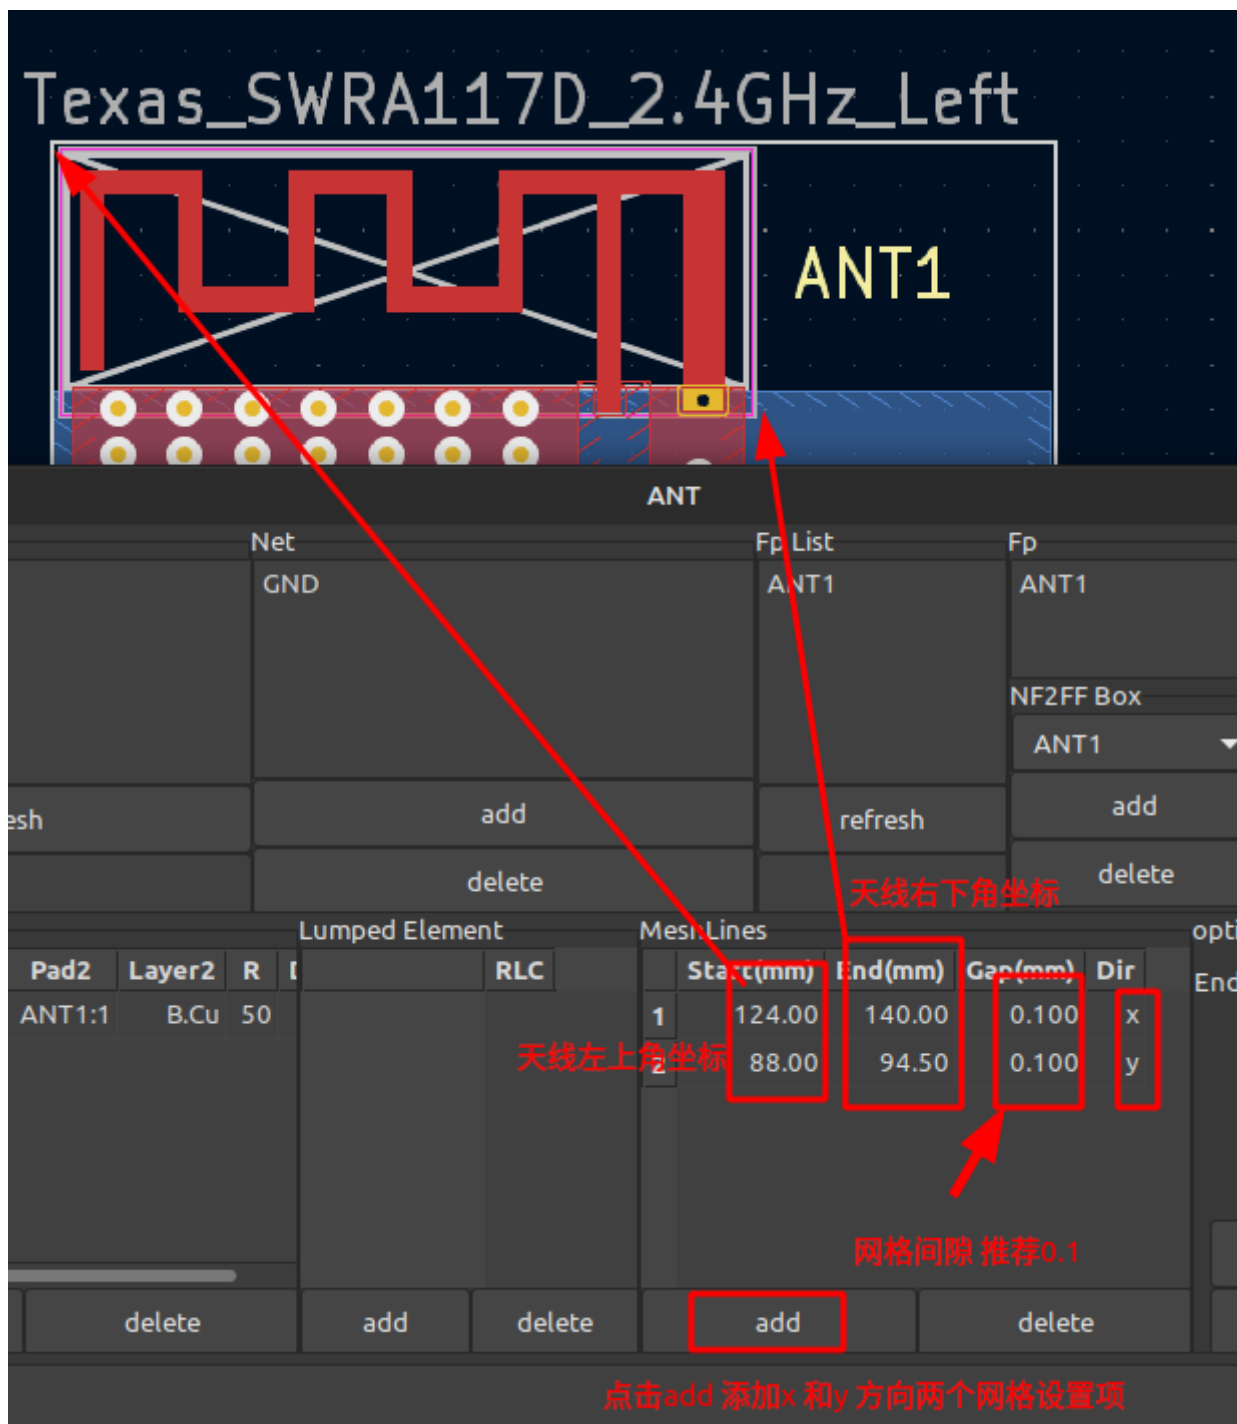 Texas_SWRA117D_2.4GHz_Left
ANT1
ANT
Net
Fp List
Fp
GND
ANT1
ANT1
NF2FF Box
ANT1
add
esh
refresh
add
delete
delete
天线右下角坐标
Lumped Element
Mesh Lines
opti
Pad2 Layer2 R
RLC
Start(mm) End(mm) Gap(mm) Dir
End
ANT1:1 B.Cu 50
1 124.00 140.00 0.100 x
天线左上角坐标
2 88.00 94.50 0.100 y
网格间隙 推荐0.1
delete
add
delete
add
delete
点击add 添加x 和y 方向两个网格设置项